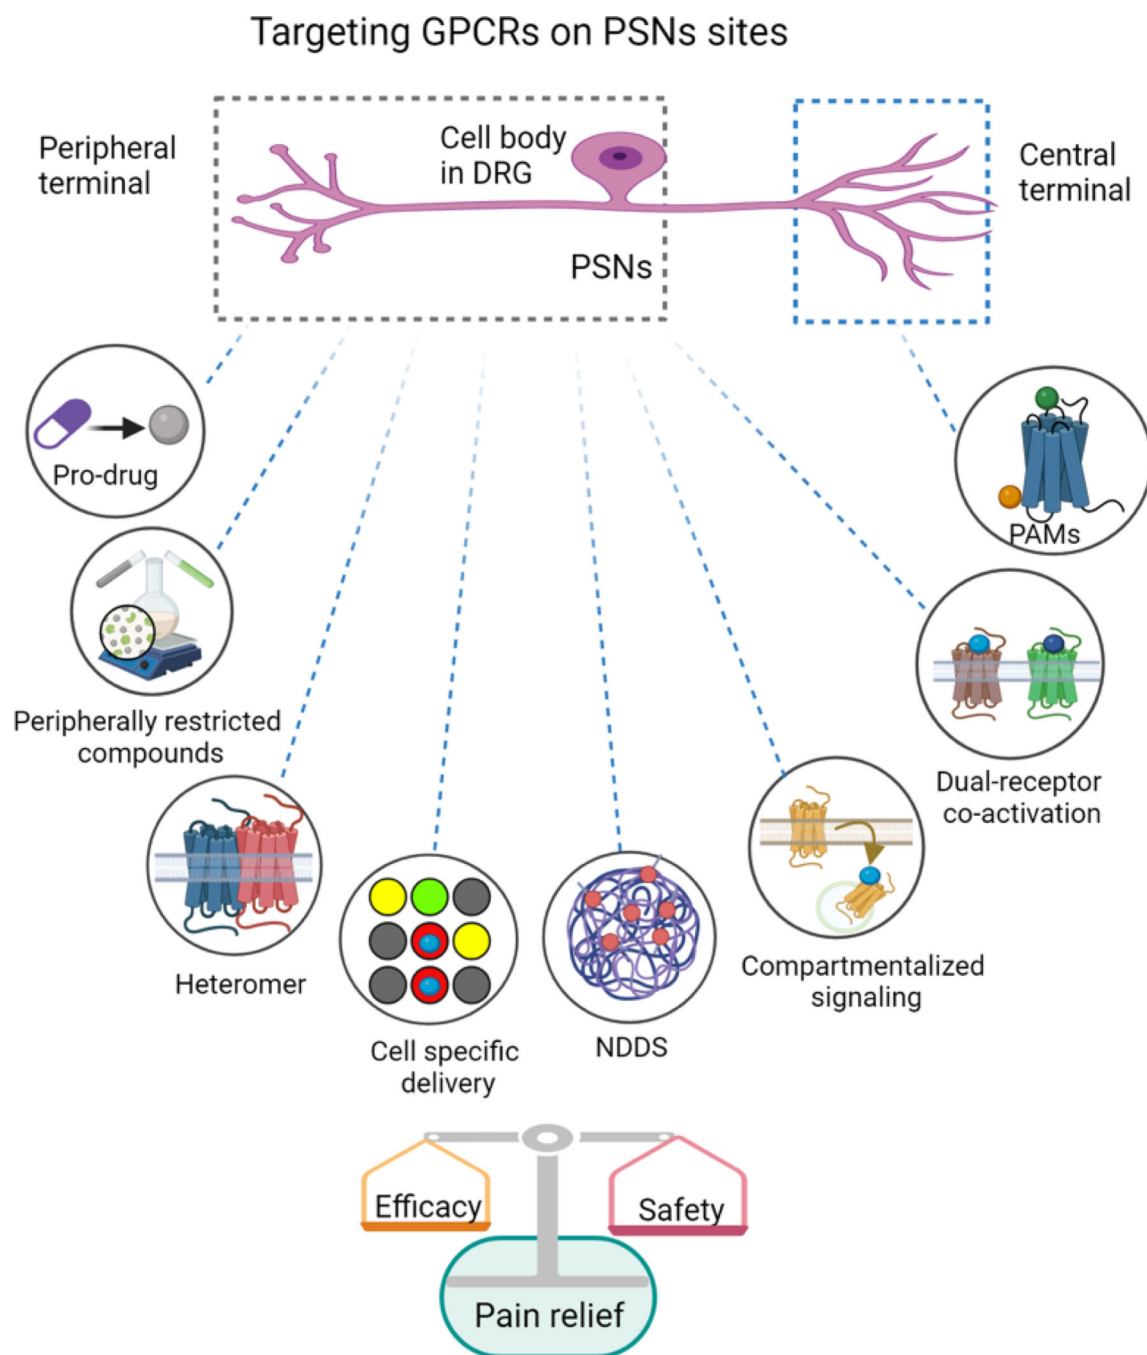 Targeting GPCRs on PSNs sites
Peripheral
terminal
Cell body
in DRG
PSNs
Central
terminal
Pro-drug
PAMs
Peripherally restricted
compounds
Dual-receptor
co-activation
Heteromer
Cell specific
delivery
NDDS
Compartmentalized
signaling
Efficacy
Safety
Pain relief